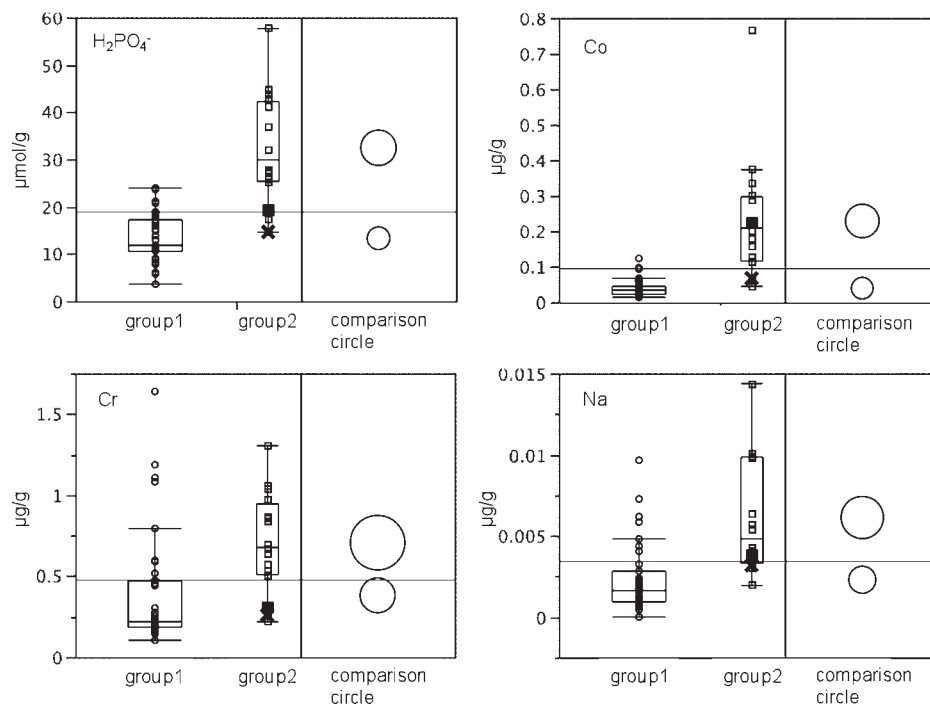 H₂PO₄⁻
60
50
40
30
20
10
0
µmol/g
group1 group2 comparison
circle
Co
0.8
0.7
0.6
0.5
0.4
0.3
0.2
0.1
0
µg/g
group1 group2 comparison
circle
Cr
1.5
1
0.5
0
µg/g
group1 group2 comparison
circle
Na
0.015
0.01
0.005
0
µg/g
group1 group2 comparison
circle